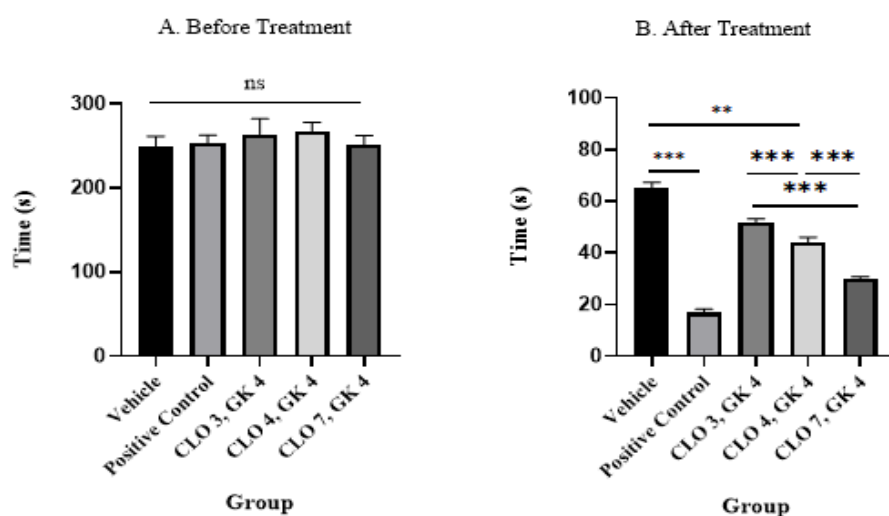 A. Before Treatment
ns
300
200
100
0
Time (s)
Vehicle
Positive Control
CLO 3, GK 4
CLO 4, GK 4
CLO 7, GK 4
Group
B. After Treatment
**
***
***
***
***
100
80
60
40
20
0
Time (s)
Vehicle
Positive Control
CLO 3, GK 4
CLO 4, GK 4
CLO 7, GK 4
Group